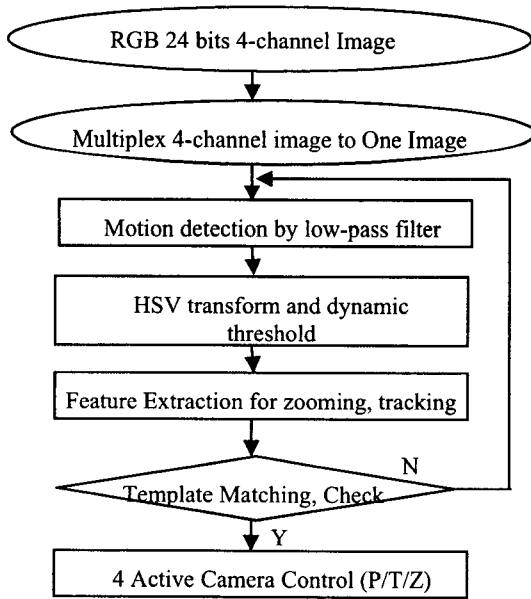 RGB 24 bits 4-channel Image
Multiplex 4-channel image to One Image
Motion detection by low-pass filter
HSV transform and dynamic
threshold
Feature Extraction for zooming, tracking
N
Template Matching, Check
Y
4 Active Camera Control (P/T/Z)